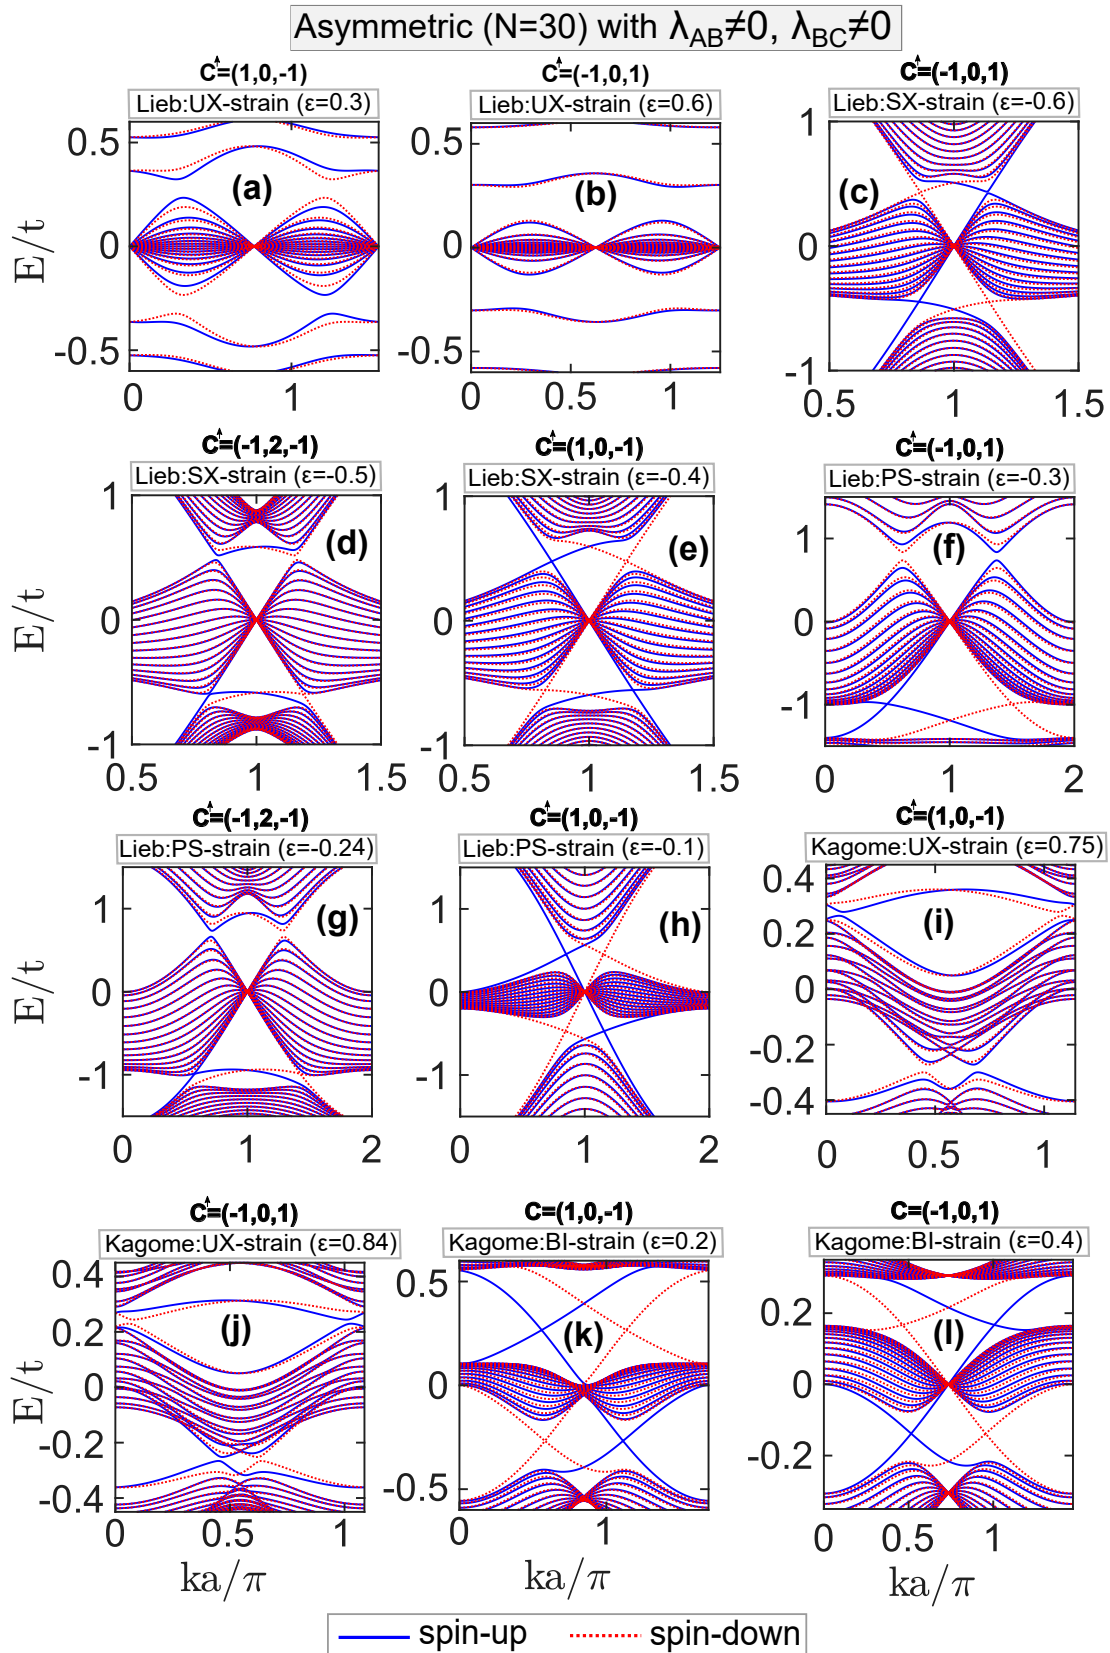 Asymmetric (N=30) with λAB≠0, λBC≠0
C↑=(1,0,-1)
Lieb:UX-strain (ε=0.3)
C↑=(-1,0,1)
Lieb:UX-strain (ε=0.6)
C↑=(-1,0,1)
Lieb:SX-strain (ε=-0.6)
E/t
0.5
0
-0.5
(a)
0
1
0.5
0
-0.5
(b)
0
0.5
1
1
0
-1
(c)
0.5
1
1.5
C↑=(-1,2,-1)
Lieb:SX-strain (ε=-0.5)
C↑=(1,0,-1)
Lieb:SX-strain (ε=-0.4)
C↑=(-1,0,1)
Lieb:PS-strain (ε=-0.3)
E/t
1
0
-1
(d)
0.5
1
1.5
1
0
-1
(e)
0.5
1
1.5
1
0
-1
(f)
0
1
2
C↑=(-1,2,-1)
Lieb:PS-strain (ε=-0.24)
C↑=(1,0,-1)
Lieb:PS-strain (ε=-0.1)
C↑=(1,0,-1)
Kagome:UX-strain (ε=0.75)
E/t
1
0
-1
(g)
0
1
2
1
0
-1
(h)
0
1
2
0.4
0.2
0
-0.2
-0.4
(i)
0
0.5
1
C↑=(-1,0,1)
Kagome:UX-strain (ε=0.84)
C=(1,0,-1)
Kagome:BI-strain (ε=0.2)
C=(-1,0,1)
Kagome:BI-strain (ε=0.4)
E/t
0.4
0.2
0
-0.2
-0.4
(j)
0
0.5
1
ka/π
0.5
0
-0.5
(k)
0
1
ka/π
0.2
0
-0.2
(l)
0
0.5
1
ka/π
spin-up
spin-down